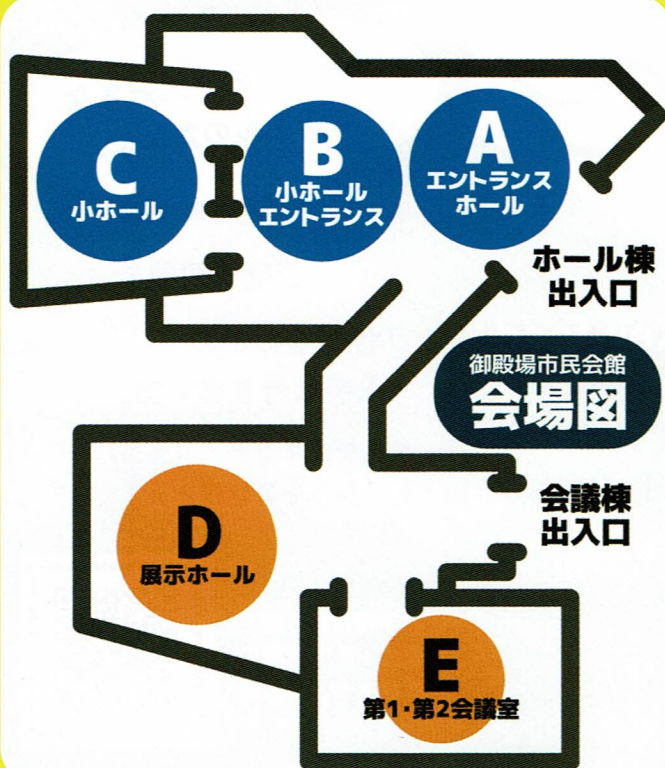 C
小ホール
B
小ホール
エントランス
A
エントランス
ホール
ホール棟
出入口
御殿場市民会館
会場図
会議棟
出入口
D
展示ホール
E
第1・第2会議室